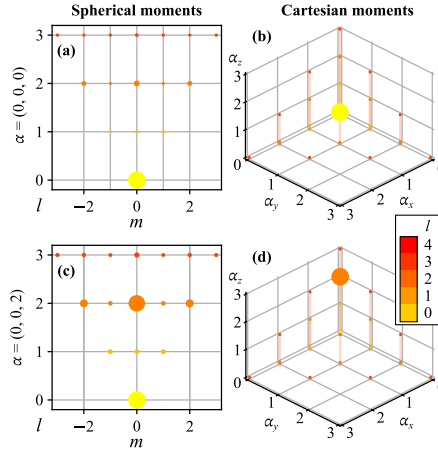 Spherical moments
Cartesian moments
(a)
α = (0, 0, 0)
3
2
1
0
l
−2
0
2
m
(b)
α_z
3
2
1
0
0
1
2
3
α_y
1
2
3
α_x
(c)
α = (0, 0, 2)
3
2
1
0
l
−2
0
2
m
(d)
α_z
3
2
1
0
0
1
2
3
α_y
1
2
3
α_x
l
4
3
2
1
0